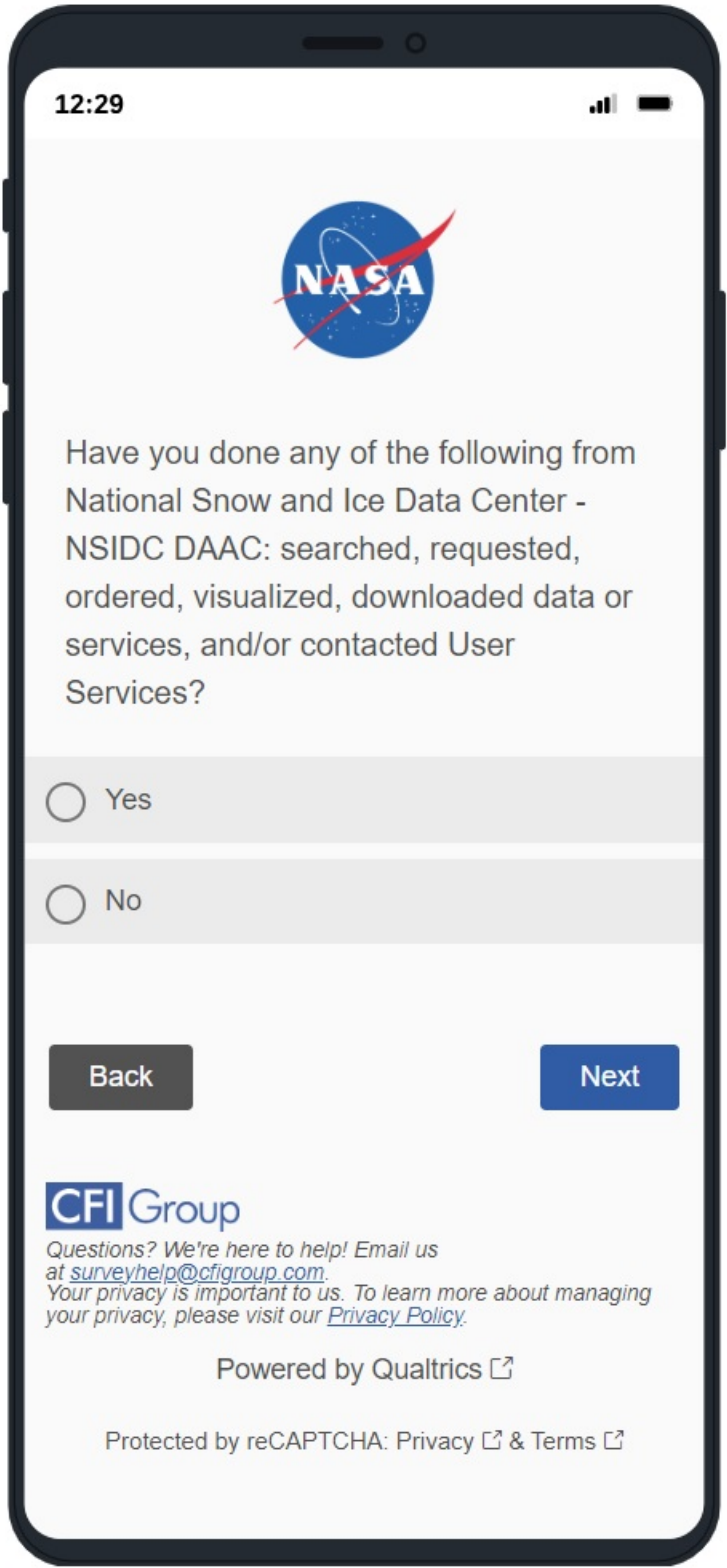 12:29
NASA
Have you done any of the following from
National Snow and Ice Data Center -
NSIDC DAAC: searched, requested,
ordered, visualized, downloaded data or
services, and/or contacted User
Services?
Yes
No
Back
Next
CFI Group
Questions? We're here to help! Email us
at surveyhelp@cfigroup.com.
Your privacy is important to us. To learn more about managing
your privacy, please visit our Privacy Policy.
Powered by Qualtrics
Protected by reCAPTCHA: Privacy & Terms